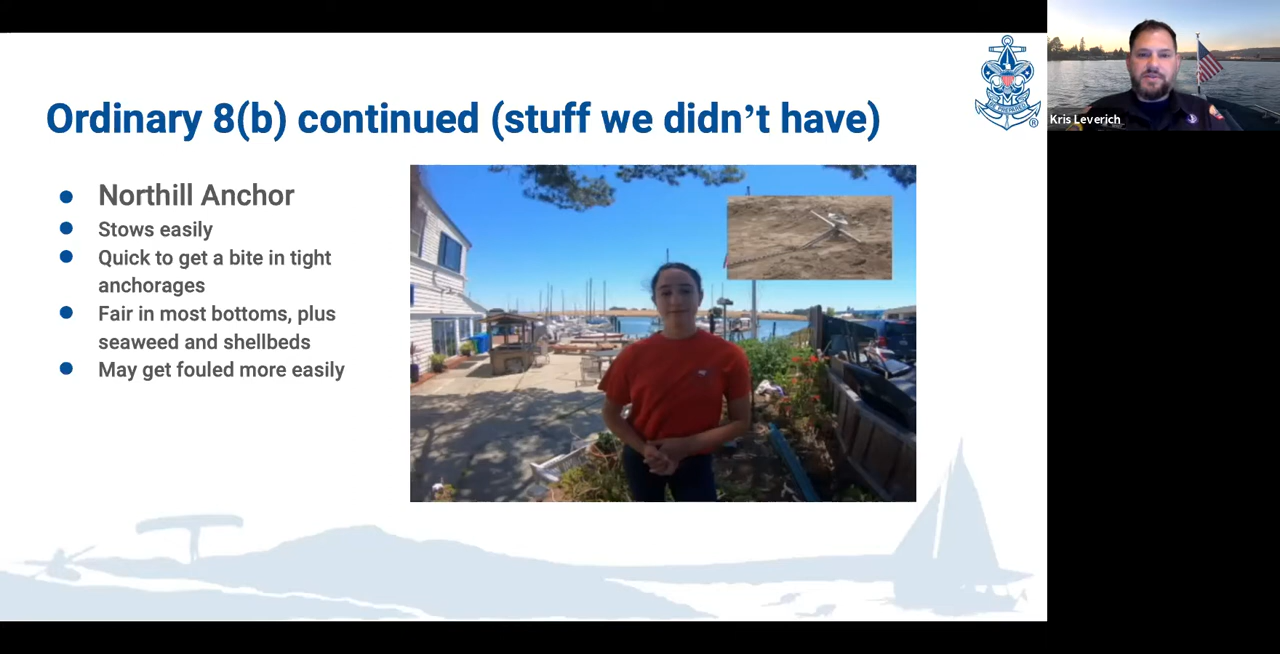 Ordinary 8(b) continued (stuff we didn’t have)
Northill Anchor
Stows easily
Quick to get a bite in tight
anchorages
Fair in most bottoms, plus
seaweed and shellbeds
May get fouled more easily
Kris Leverich